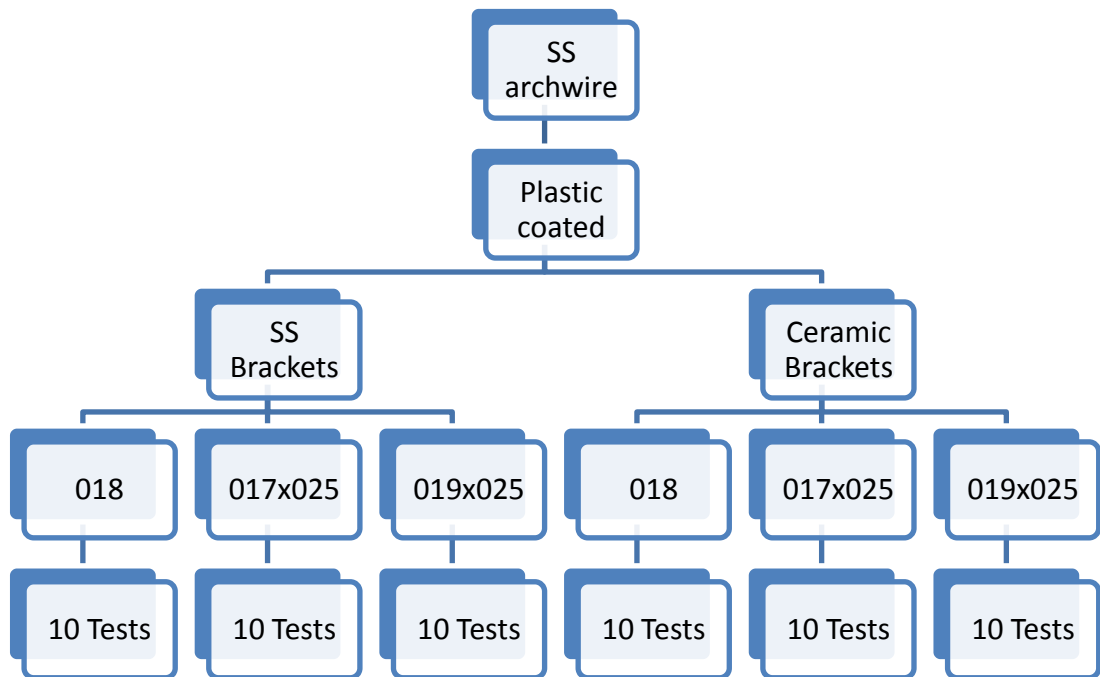 SS
archwire
Plastic
coated
SS
Brackets
Ceramic
Brackets
018
017x025
019x025
018
017x025
019x025
10 Tests
10 Tests
10 Tests
10 Tests
10 Tests
10 Tests